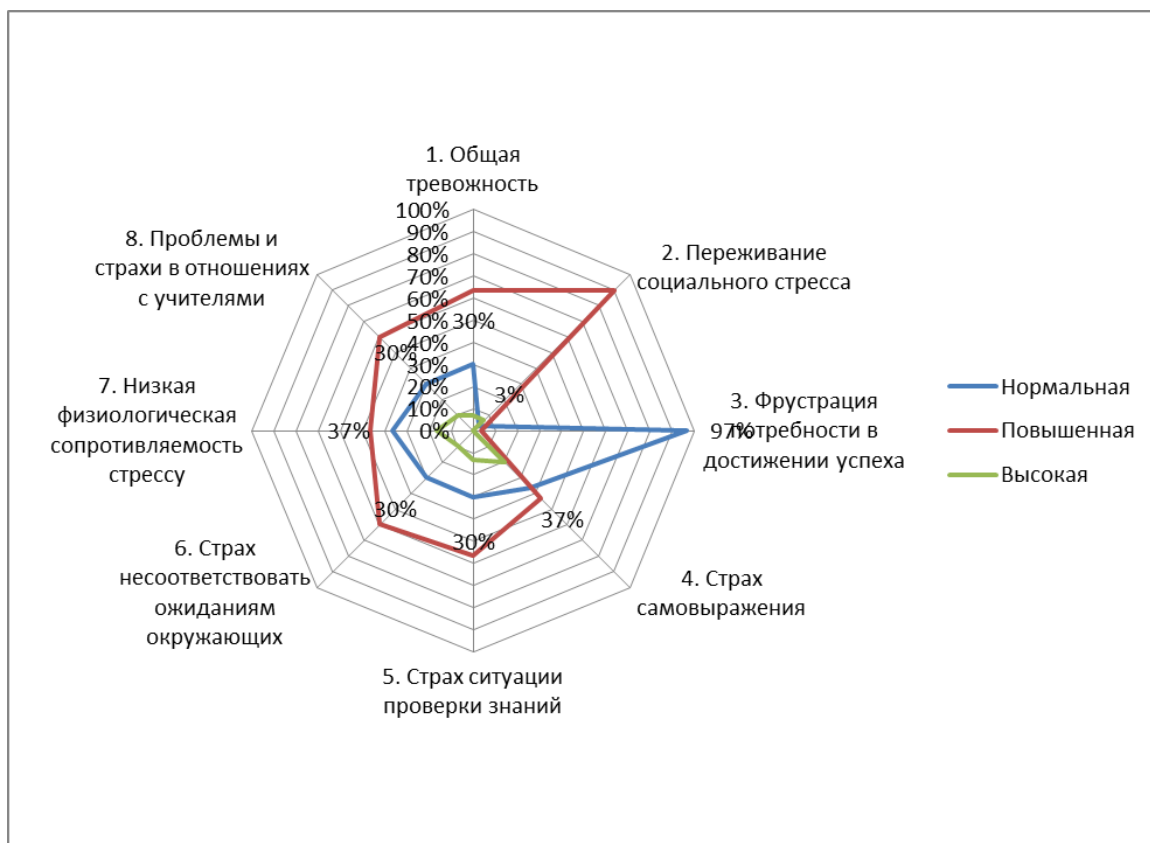 1. Общая
тревожность
100%
90%
80%
70%
60%
50%
40%
30%
20%
10%
0%
2. Переживание
социального стресса
3. Фрустрация
потребности в
достижении успеха
4. Страх
самовыражения
5. Страх ситуации
проверки знаний
6. Страх
несоответствовать
ожиданиям
окружающих
7. Низкая
физиологическая
сопротивляемость
стрессу
8. Проблемы и
страхи в отношениях
с учителями
30%
3%
97%
37%
30%
30%
37%
30%
Нормальная
Повышенная
Высокая